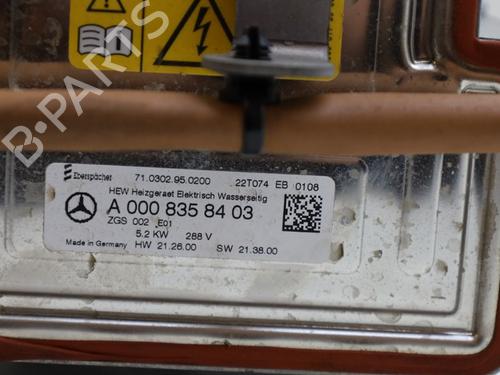 Eberspächer
71.0302.95.0200 22T074 EB 0108
HEW Heizgeraet Elektrisch Wasserseitig
A 000 835 84 03
ZGS 002 E01
5.2 KW 288 V
Made in Germany HW 21.26.00 SW 21.38.00
B-PARTS